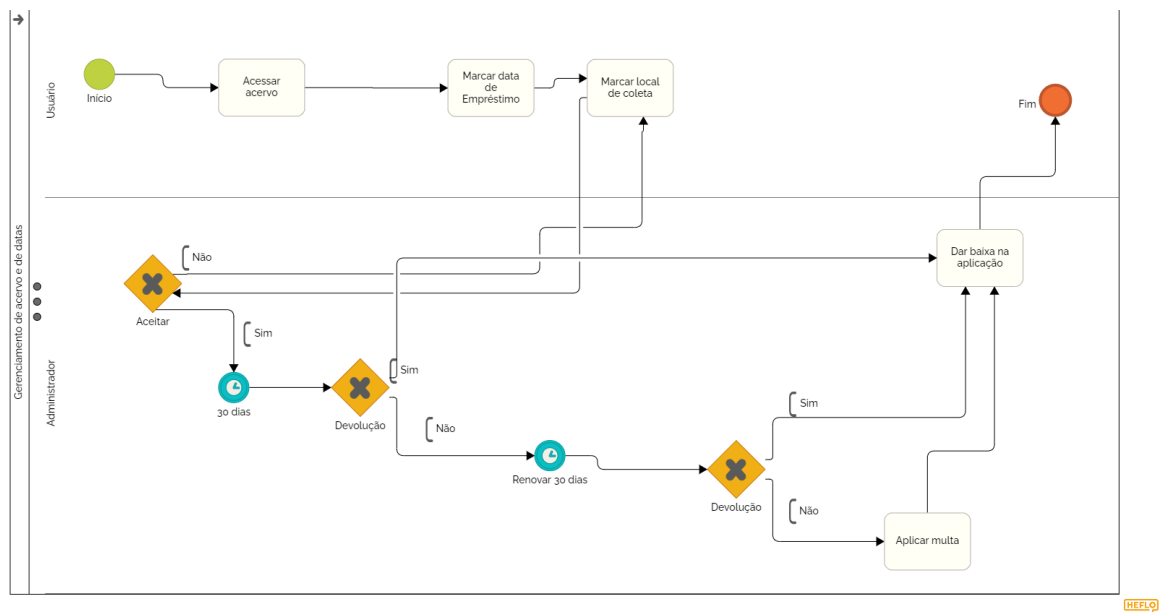 Gerenciamento de acervo e de datas
Usuário
Início
Acessar
acervo
Marcar data
de
Empréstimo
Marcar local
de coleta
Fim
Administrador
Aceitar
Não
Sim
30 dias
Devolução
Sim
Não
Renovar 30 dias
Devolução
Sim
Não
Aplicar multa
Dar baixa na
aplicação
HEFLO